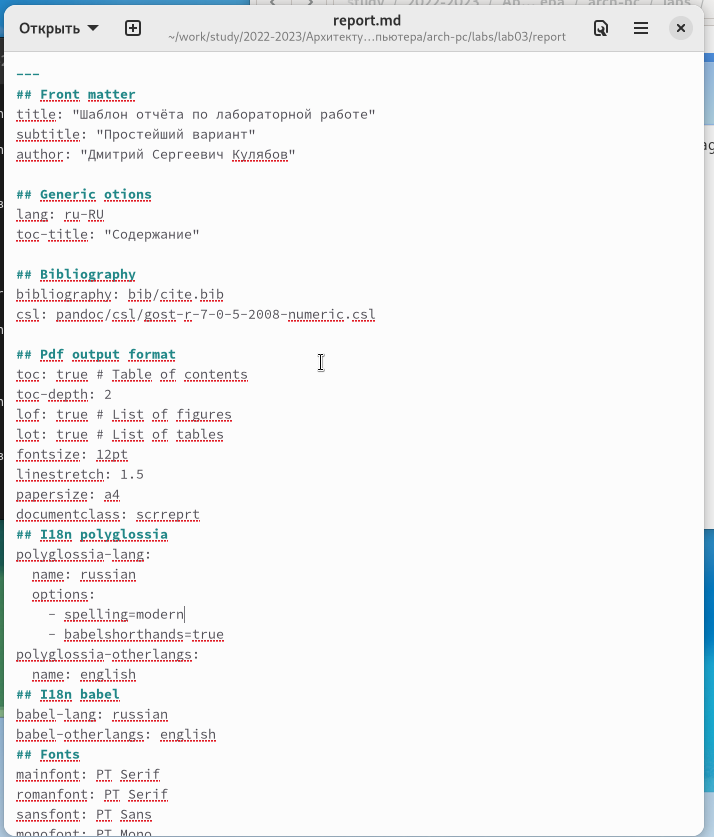 Открыть
report.md
~/work/study/2022-2023/Архитекту…пьютера/arch-pc/labs/lab03/report
---
## Front matter
title: "Шаблон отчёта по лабораторной работе"
subtitle: "Простейший вариант"
author: "Дмитрий Сергеевич Кулябов"
## Generic otions
lang: ru-RU
toc-title: "Содержание"
## Bibliography
bibliography: bib/cite.bib
csl: pandoc/csl/gost-r-7-0-5-2008-numeric.csl
## Pdf output format
toc: true # Table of contents
toc-depth: 2
lof: true # List of figures
lot: true # List of tables
fontsize: 12pt
linestretch: 1.5
papersize: a4
documentclass: scrreprt
## I18n polyglossia
polyglossia-lang:
  name: russian
  options:
    - spelling=modern
    - babelshorthands=true
polyglossia-otherlangs:
  name: english
## I18n babel
babel-lang: russian
babel-otherlangs: english
## Fonts
mainfont: PT Serif
romanfont: PT Serif
sansfont: PT Sans
monofont: PT Mono